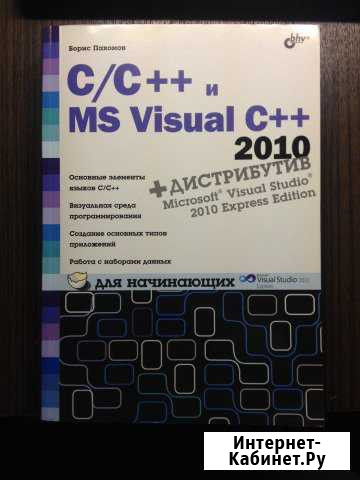 Борис Пахомов
bhv®
C/C++ и
MS Visual C++
2010
+ДИСТРИБУТИВ
Microsoft® Visual Studio®
2010 Express Edition
Основные элементы
языков C/C++
Визуальная среда
программирования
Создание основных типов
приложений
Работа с наборами данных
для начинающих
Visual Studio
Интернет-
Кабинет.Ру